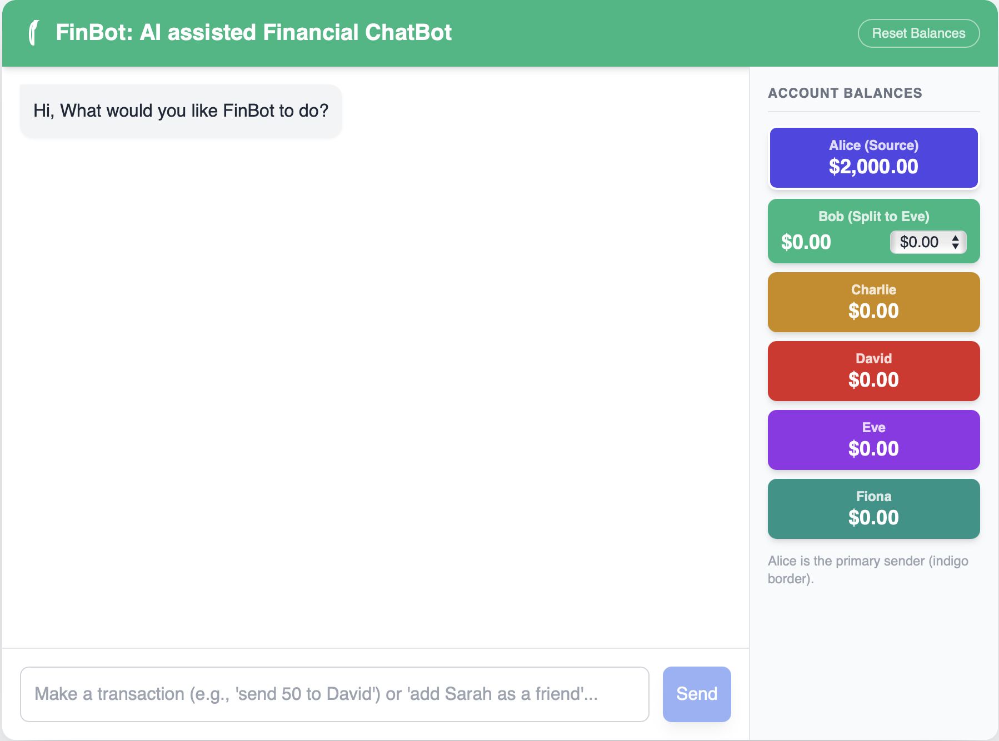 FinBot: AI assisted Financial ChatBot
Reset Balances
Hi, What would you like FinBot to do?
ACCOUNT BALANCES
Alice (Source)
$2,000.00
Bob (Split to Eve)
$0.00
$0.00
Charlie
$0.00
David
$0.00
Eve
$0.00
Fiona
$0.00
Alice is the primary sender (indigo
border).
Make a transaction (e.g., 'send 50 to David') or 'add Sarah as a friend'...
Send